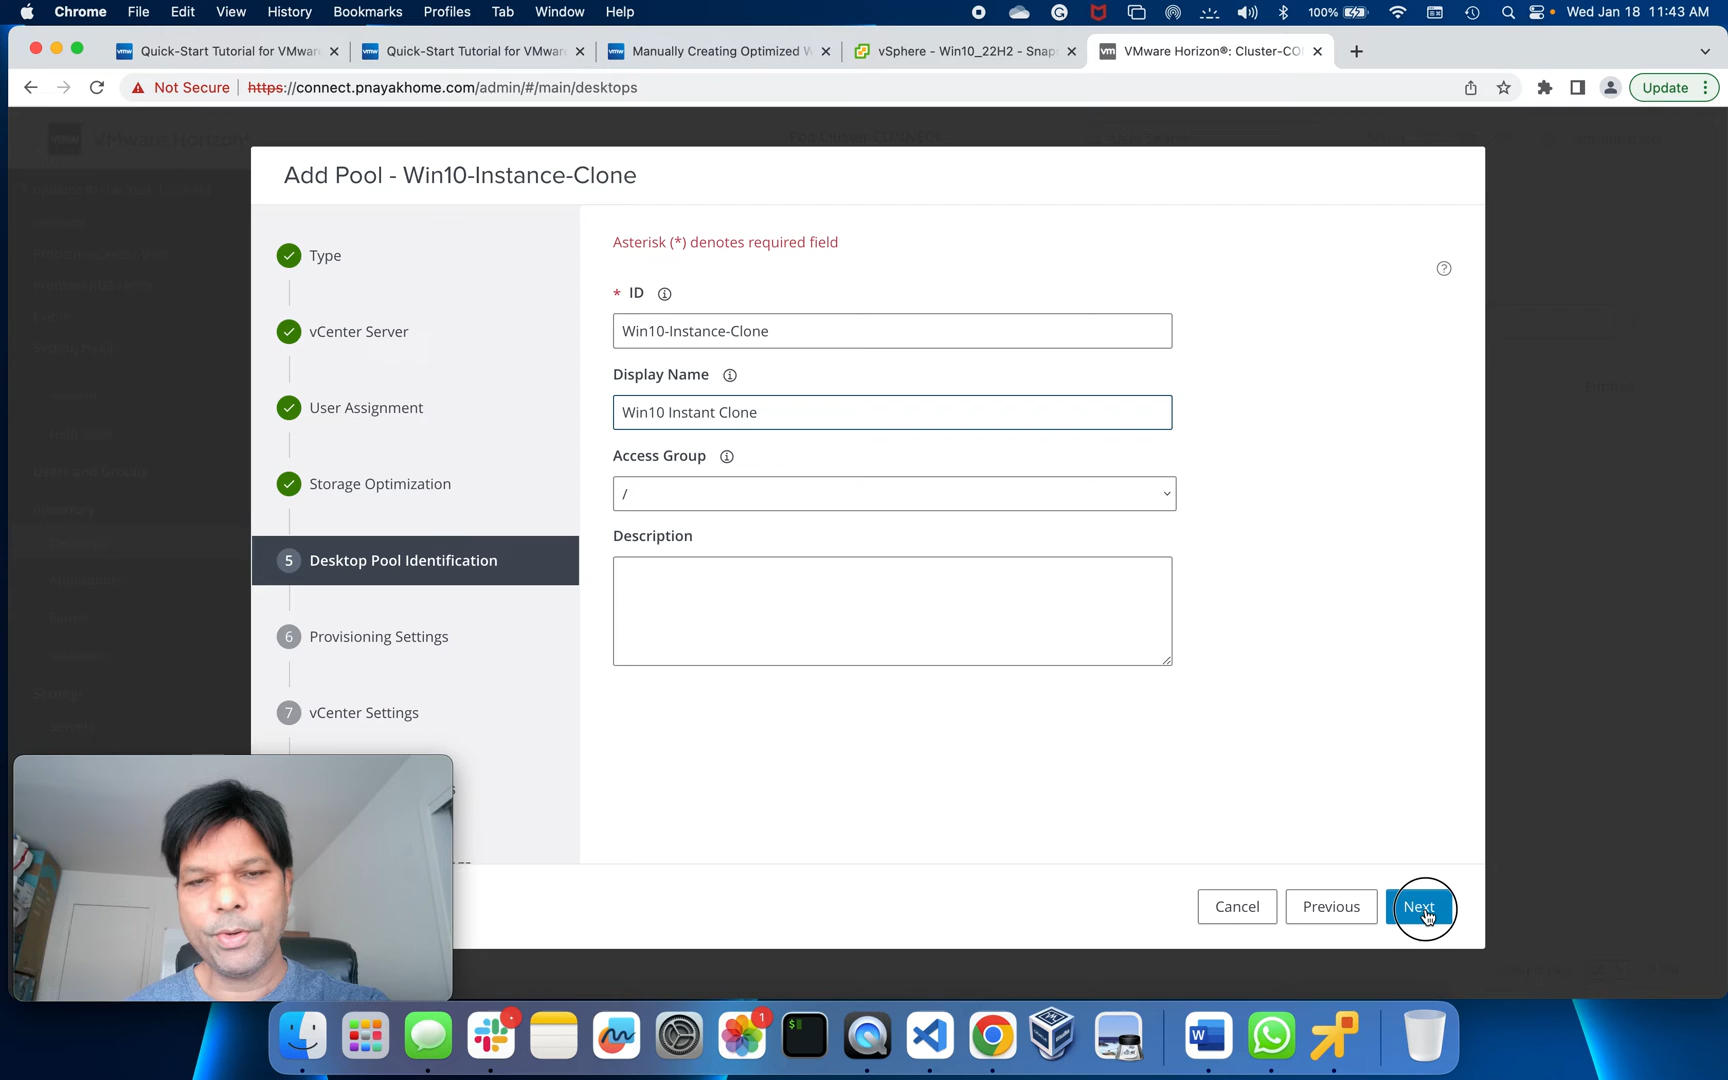 Chrome File Edit View History Bookmarks Profiles Tab Window Help 100% Wed Jan 18 11:43 AM
Quick-Start Tutorial for VMwar Quick-Start Tutorial for VMwar Manually Creating Optimized W vSphere - Win10_22H2 - Snap VMware Horizon®: Cluster-CO
Not Secure https://connect.pnayakhome.com/admin/#/main/desktops Update
vmw VMware Horizon®
Add Pool - Win10-Instance-Clone
Type
vCenter Server
User Assignment
Storage Optimization
5 Desktop Pool Identification
6 Provisioning Settings
7 vCenter Settings
Asterisk (*) denotes required field
* ID
Win10-Instance-Clone
Display Name
Win10 Instant Clone
Access Group
/
Description
Cancel Previous Next
1
$
W